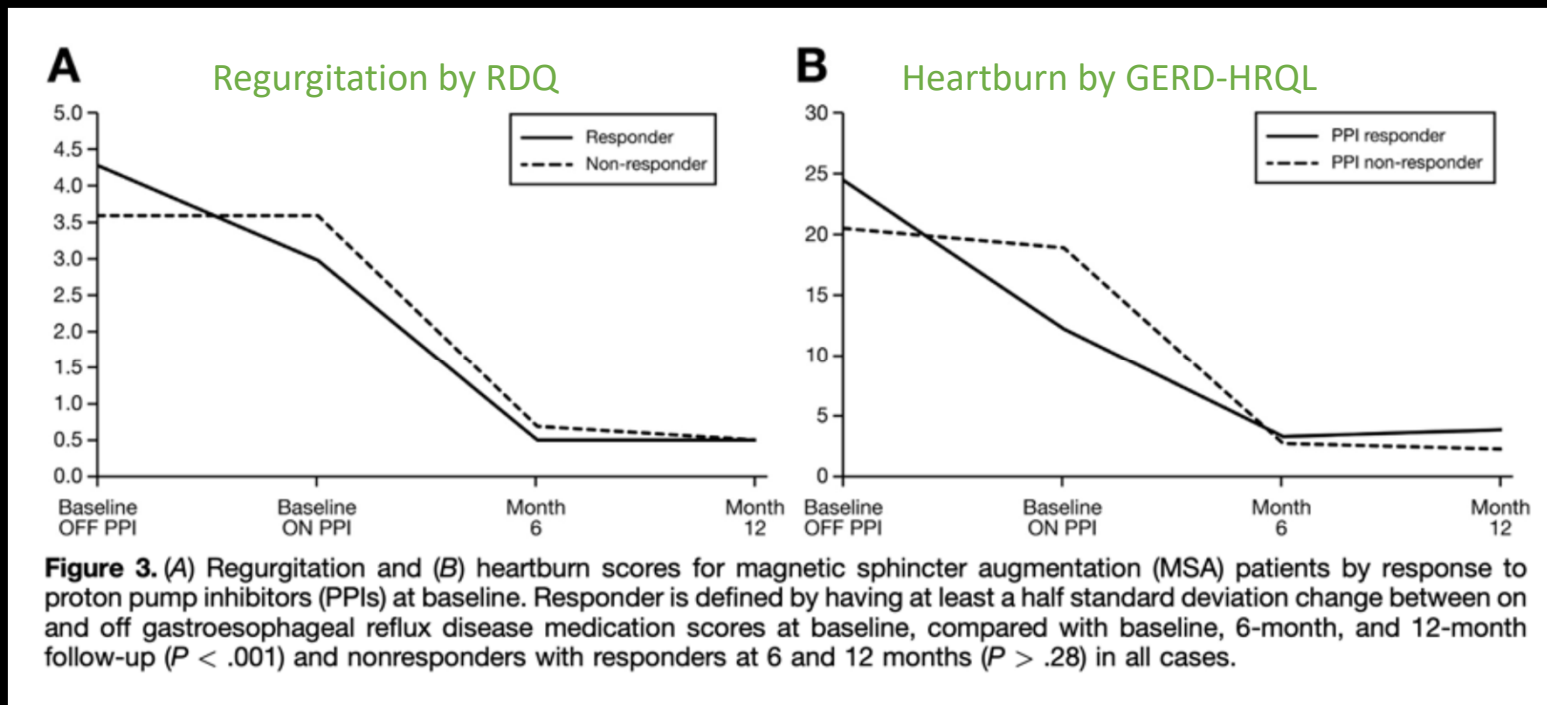 A
Regurgitation by RDQ
5.0
4.5
4.0
3.5
3.0
2.5
2.0
1.5
1.0
0.5
0.0
Responder
Non-responder
Baseline
OFF PPI
Baseline
ON PPI
Month
6
Month
12
B
Heartburn by GERD-HRQL
30
25
20
15
10
5
0
PPI responder
PPI non-responder
Baseline
OFF PPI
Baseline
ON PPI
Month
6
Month
12
Figure 3. (A) Regurgitation and (B) heartburn scores for magnetic sphincter augmentation (MSA) patients by response to
proton pump inhibitors (PPIs) at baseline. Responder is defined by having at least a half standard deviation change between on
and off gastroesophageal reflux disease medication scores at baseline, compared with baseline, 6-month, and 12-month
follow-up (P < .001) and nonresponders with responders at 6 and 12 months (P > .28) in all cases.